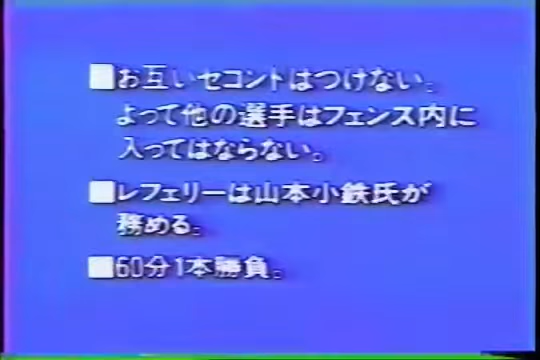 ■お互いセコントはつけない。
よって他の選手はフェンス内に
入ってはならない。
■レフェリーは山本小鉄氏が
務める。
■60分1本勝負。